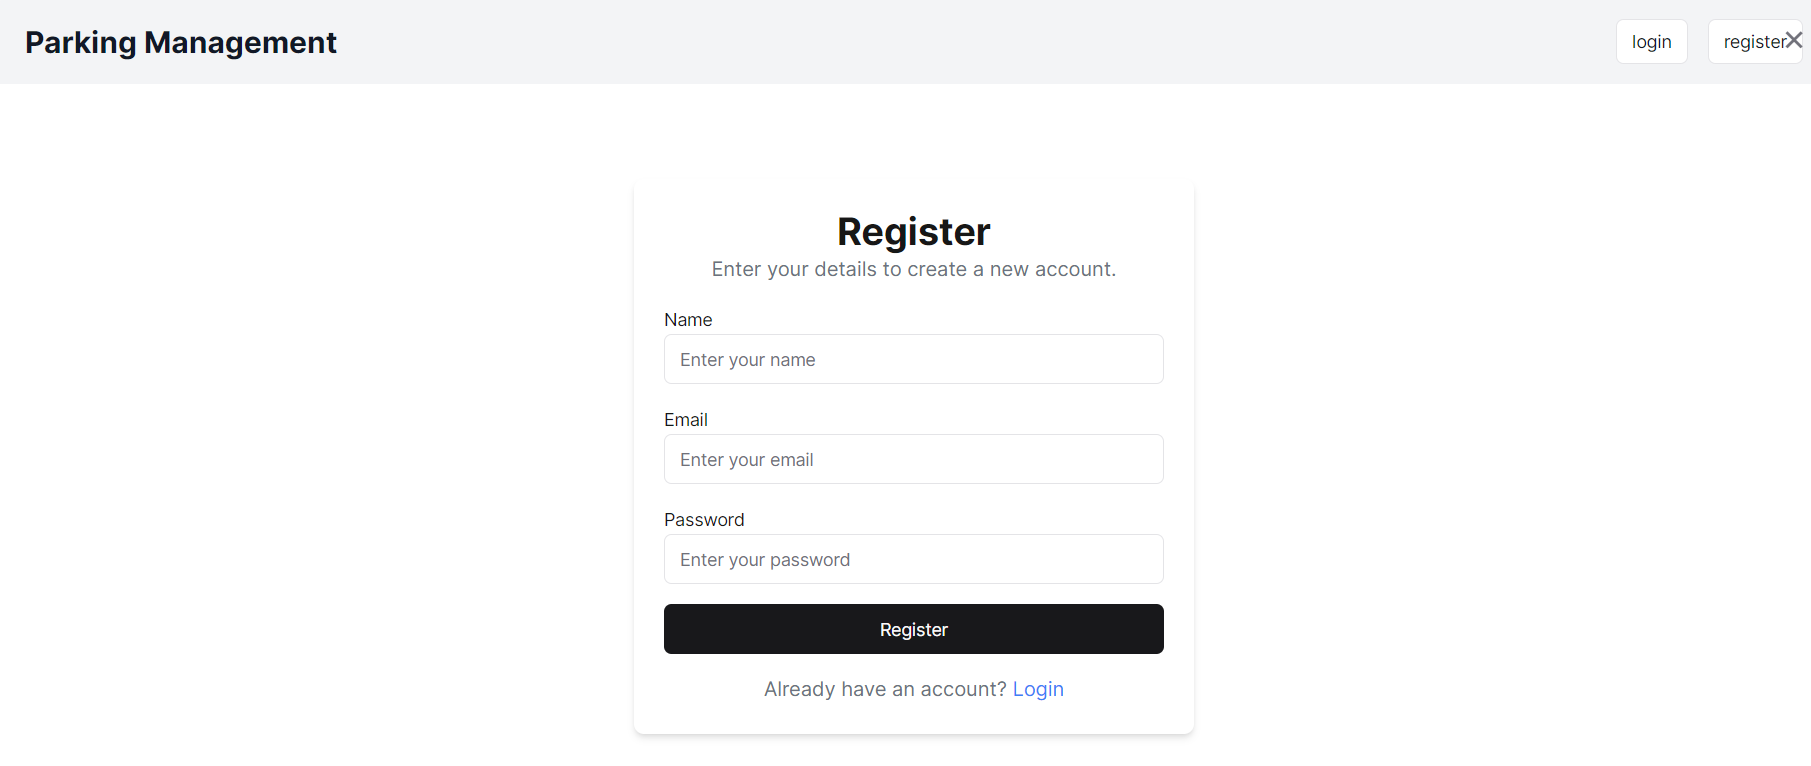 Parking Management
login
register
Register
Enter your details to create a new account.
Name
Enter your name
Email
Enter your email
Password
Enter your password
Register
Already have an account? Login